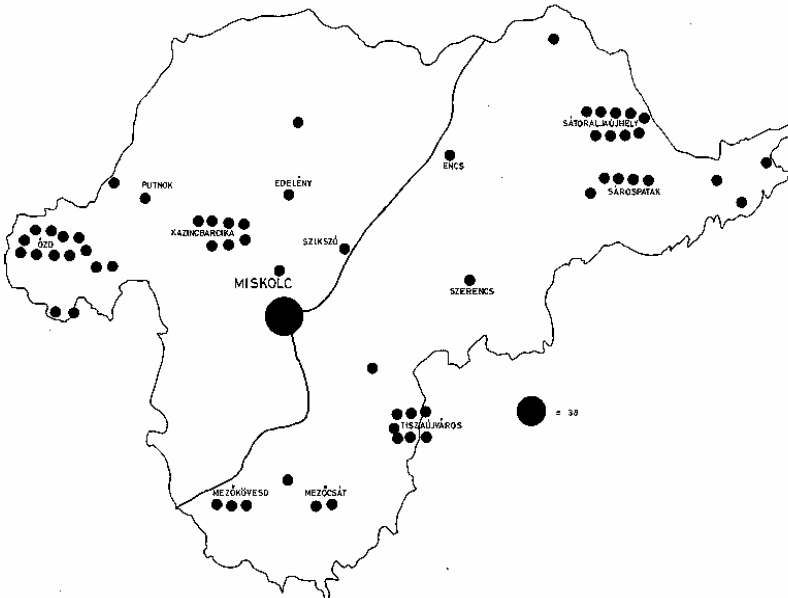 SÁTORALJAÚJHELY
ENCS
PUTNOK
EDELÉNY
SÁROSPATAK
KAZINCBARCIKA
ÓZD
SZIKSZÓ
MISKOLC
SZERENCS
= 38
TISZAÚJVÁROS
MEZŐKÖVESD
MEZŐCSÁT